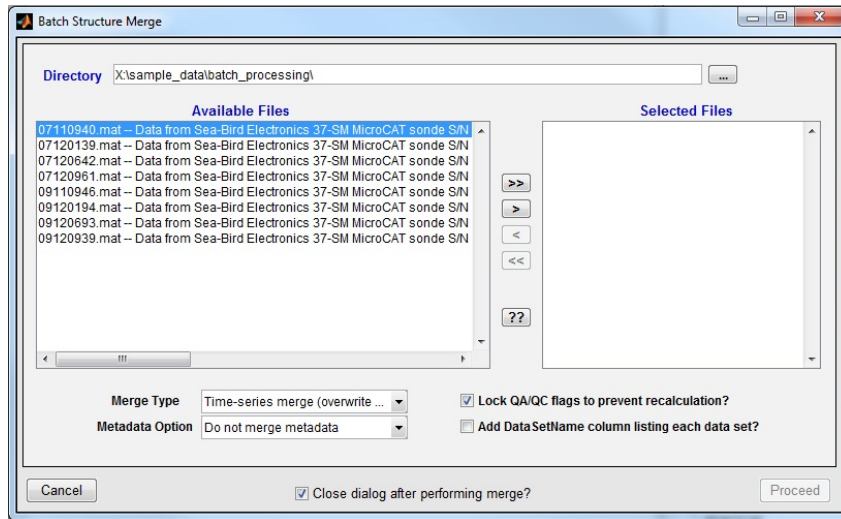 Batch Structure Merge
Directory X:\sample_data\batch_processing\ ...
Available Files
Selected Files
07110940.mat -- Data from Sea-Bird Electronics 37-SM MicroCAT sonde S/N
07120139.mat -- Data from Sea-Bird Electronics 37-SM MicroCAT sonde S/N
07120642.mat -- Data from Sea-Bird Electronics 37-SM MicroCAT sonde S/N
07120961.mat -- Data from Sea-Bird Electronics 37-SM MicroCAT sonde S/N
09110946.mat -- Data from Sea-Bird Electronics 37-SM MicroCAT sonde S/N
09120194.mat -- Data from Sea-Bird Electronics 37-SM MicroCAT sonde S/N
09120693.mat -- Data from Sea-Bird Electronics 37-SM MicroCAT sonde S/N
09120939.mat -- Data from Sea-Bird Electronics 37-SM MicroCAT sonde S/N
>>
>
<
<<
??
Merge Type Time-series merge (overwrite ... Lock QA/QC flags to prevent recalculation?
Metadata Option Do not merge metadata Add DataSetName column listing each data set?
Cancel Close dialog after performing merge? Proceed